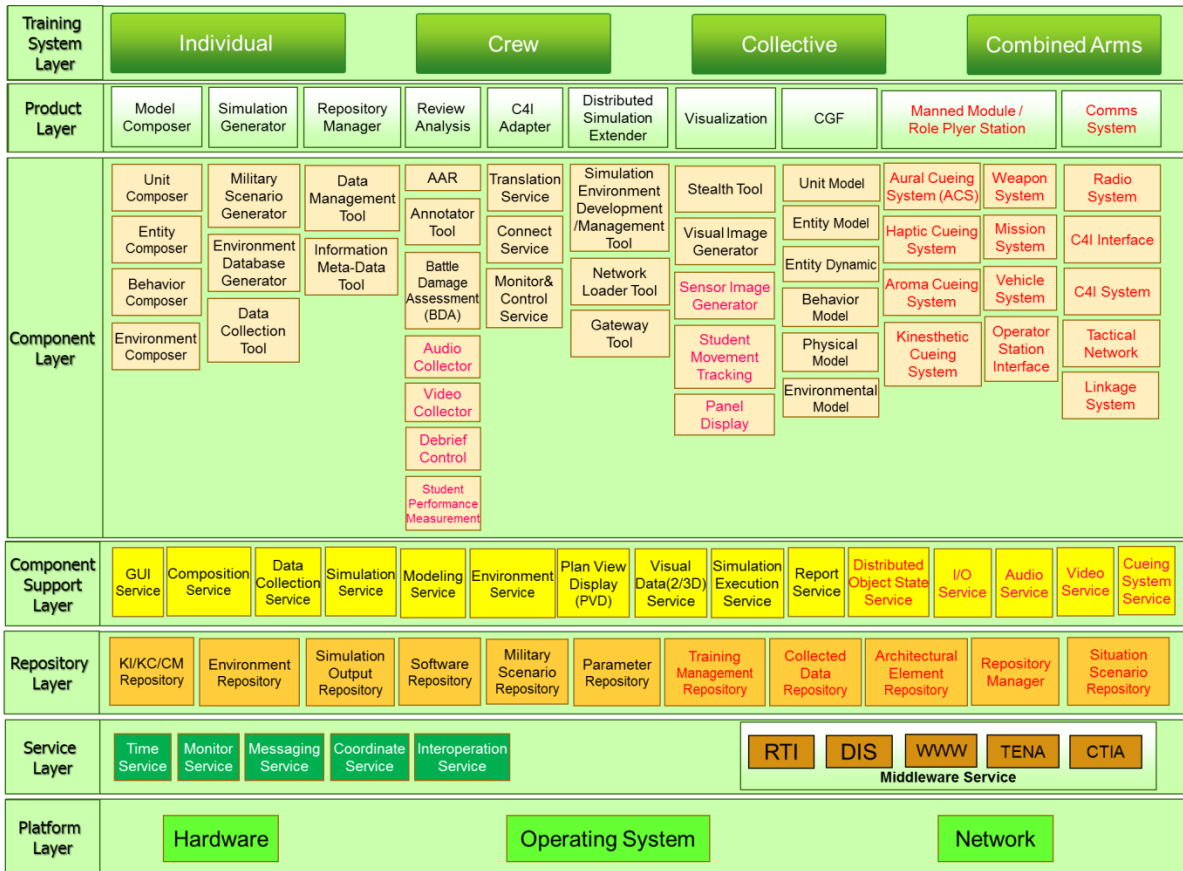 Training
System
Layer
Individual
Crew
Collective
Combined Arms
Product
Layer
Model
Composer
Simulation
Generator
Repository
Manager
Review
Analysis
C4I
Adapter
Distributed
Simulation
Extender
Visualization
CGF
Manned Module /
Role Plyer Station
Comms
System
Component
Layer
Unit
Composer
Entity
Composer
Behavior
Composer
Environment
Composer
Military
Scenario
Generator
Environment
Database
Generator
Data
Collection
Tool
Data
Management
Tool
Information
Meta-Data
Tool
AAR
Annotator
Tool
Battle
Damage
Assessment
(BDA)
Audio
Collector
Video
Collector
Debrief
Control
Student
Performance
Measurement
Translation
Service
Connect
Service
Monitor&
Control
Service
Simulation
Environment
Development
/Management
Tool
Network
Loader Tool
Gateway
Tool
Stealth Tool
Visual Image
Generator
Sensor Image
Generator
Student
Movement
Tracking
Panel
Display
Unit Model
Entity Model
Entity Dynamic
Behavior
Model
Physical
Model
Environmental
Model
Aural Cueing
System (ACS)
Haptic Cueing
System
Aroma Cueing
System
Kinesthetic
Cueing
System
Weapon
System
Mission
System
Vehicle
System
Operator
Station
Interface
Radio
System
C4I Interface
C4I System
Tactical
Network
Linkage
System
Component
Support
Layer
GUI
Service
Composition
Service
Data
Collection
Service
Simulation
Service
Modeling
Service
Environment
Service
Plan View
Display
(PVD)
Visual
Data(2/3D)
Service
Simulation
Execution
Service
Report
Service
Distributed
Object State
Service
I/O
Service
Audio
Service
Video
Service
Cueing
System
Service
Repository
Layer
KI/KC/CM
Repository
Environment
Repository
Simulation
Output
Repository
Software
Repository
Military
Scenario
Repository
Parameter
Repository
Training
Management
Repository
Collected
Data
Repository
Architectural
Element
Repository
Repository
Manager
Situation
Scenario
Repository
Service
Layer
Time
Service
Monitor
Service
Messaging
Service
Coordinate
Service
Interoperation
Service
RTI
DIS
WWW
TENA
CTIA
Middleware Service
Platform
Layer
Hardware
Operating System
Network